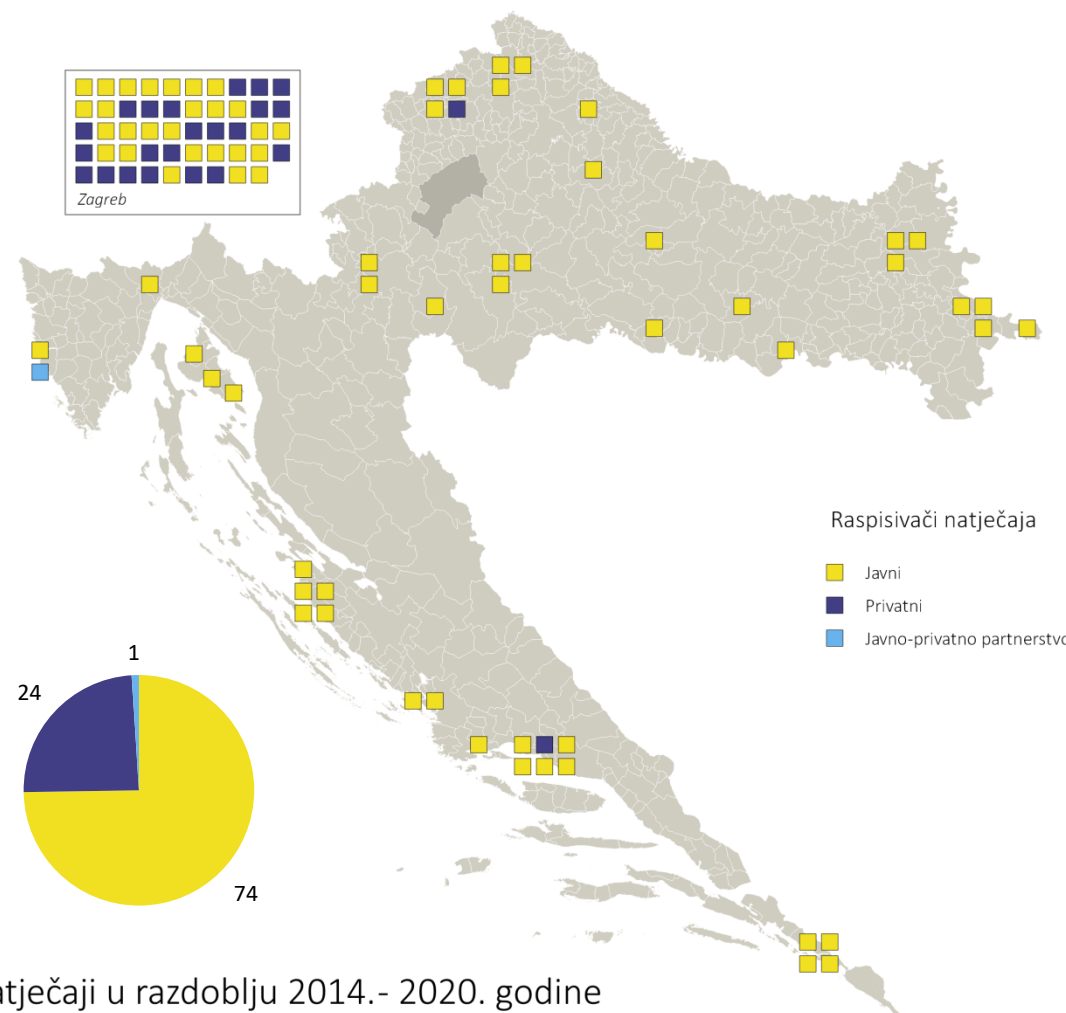 Zagreb
Raspisivači natječaja
Javni
Privatni
Javno-privatno partnerstvo
1
24
74
atječaji u razdoblju 2014.- 2020. godine